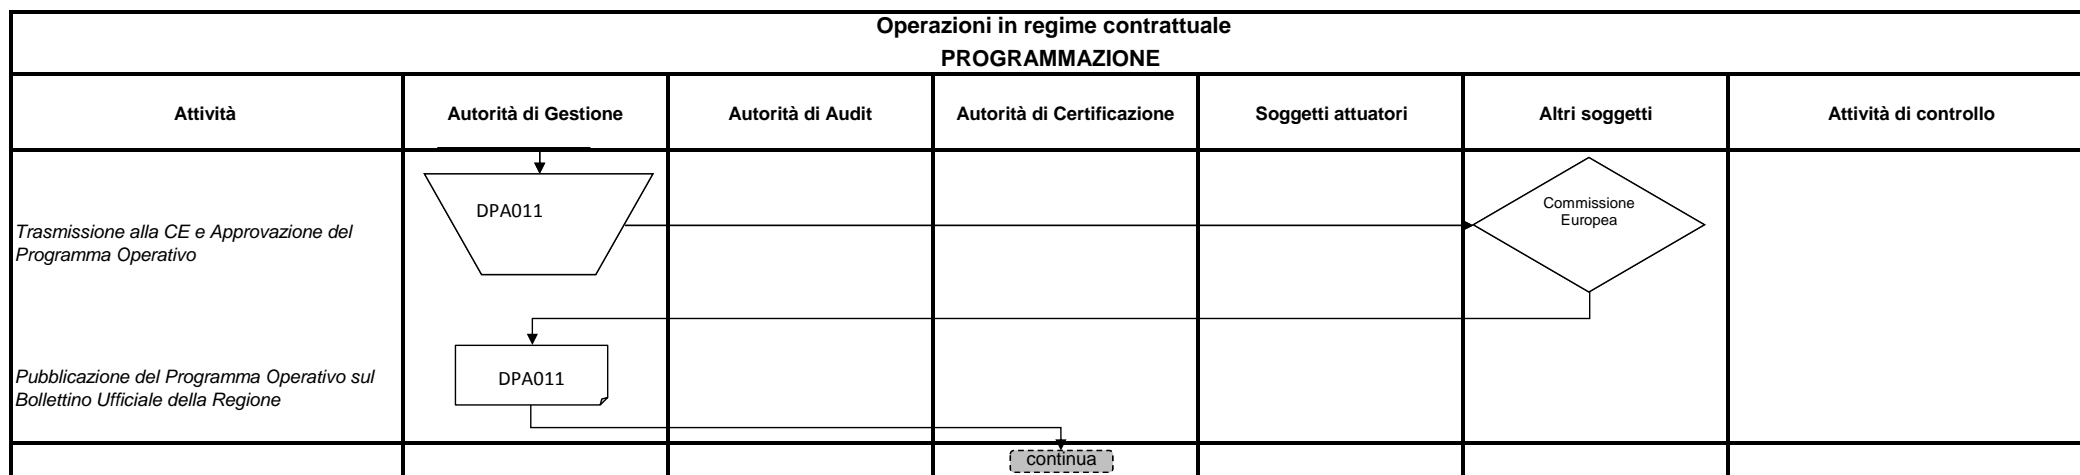 Operazioni in regime contrattuale
PROGRAMMAZIONE
Attività
Autorità di Gestione
Autorità di Audit
Autorità di Certificazione
Soggetti attuatori
Altri soggetti
Attività di controllo
Trasmissione alla CE e Approvazione del
Programma Operativo
DPA011
Commissione
Europea
Pubblicazione del Programma Operativo sul
Bollettino Ufficiale della Regione
DPA011
continua